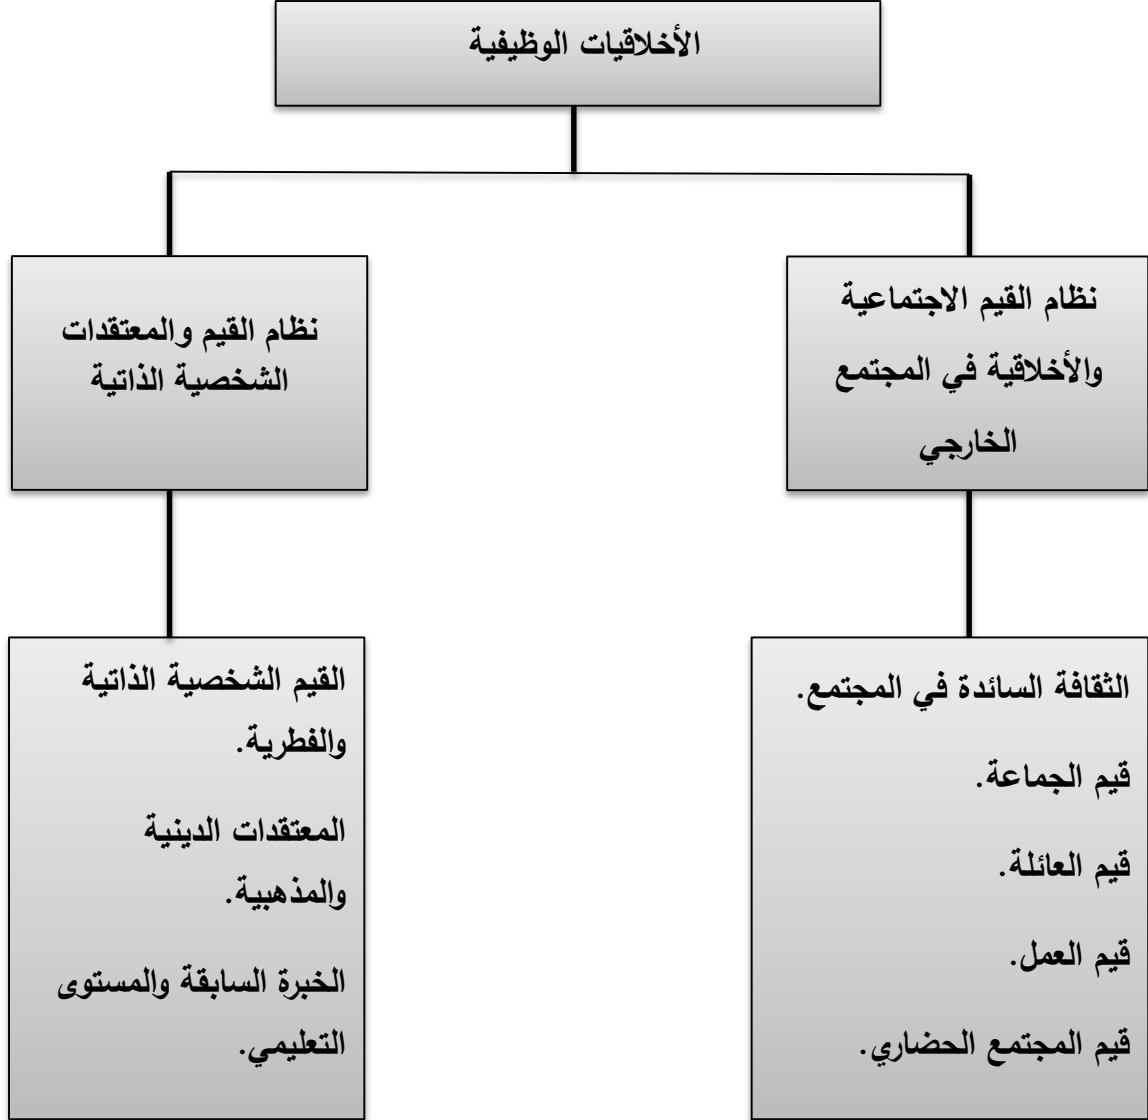 الأخلاقيات الوظيفية
نظام القيم الاجتماعية
والأخلاقية في المجتمع
الخارجي
نظام القيم والمعتقدات
الشخصية الذاتية
الثقافة السائدة في المجتمع.
قيم الجماعة.
قيم العائلة.
قيم العمل.
قيم المجتمع الحضاري.
القيم الشخصية الذاتية
والفطرية.
المعتقدات الدينية
والمذهبية.
الخبرة السابقة والمستوى
التعليمي.